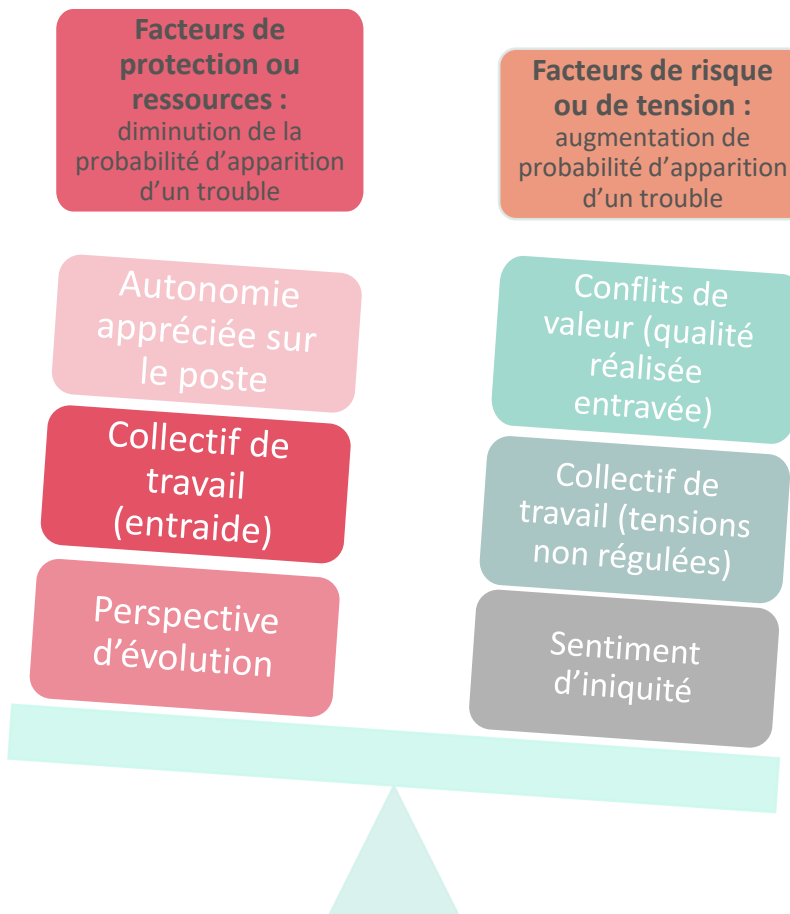 Facteurs de
protection ou
ressources :
diminution de la
probabilité d'apparition
d'un trouble
Facteurs de risque
ou de tension :
augmentation de
probabilité d'apparition
d'un trouble
Autonomie
appréciée sur
le poste
Collectif de
travail
(entraide)
Perspective
d'évolution
Conflits de
valeur (qualité
réalisée
entravée)
Collectif de
travail (tensions
non régulées)
Sentiment
d'iniquité